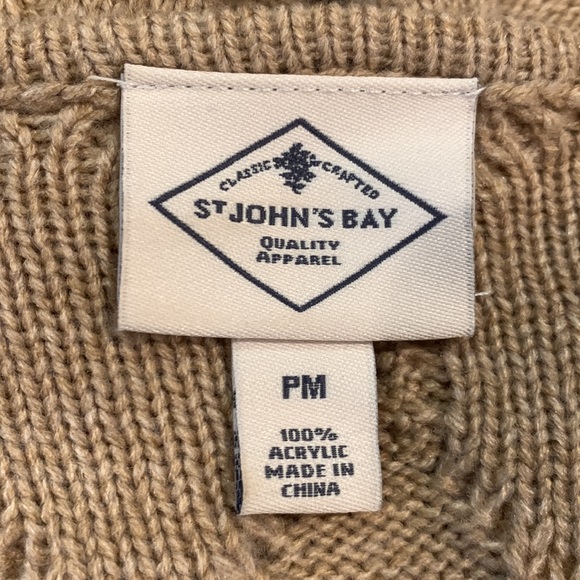 CLASSIC CRAFTED
ST JOHN'S BAY
QUALITY
APPAREL
PM
100%
ACRYLIC
MADE IN
CHINA